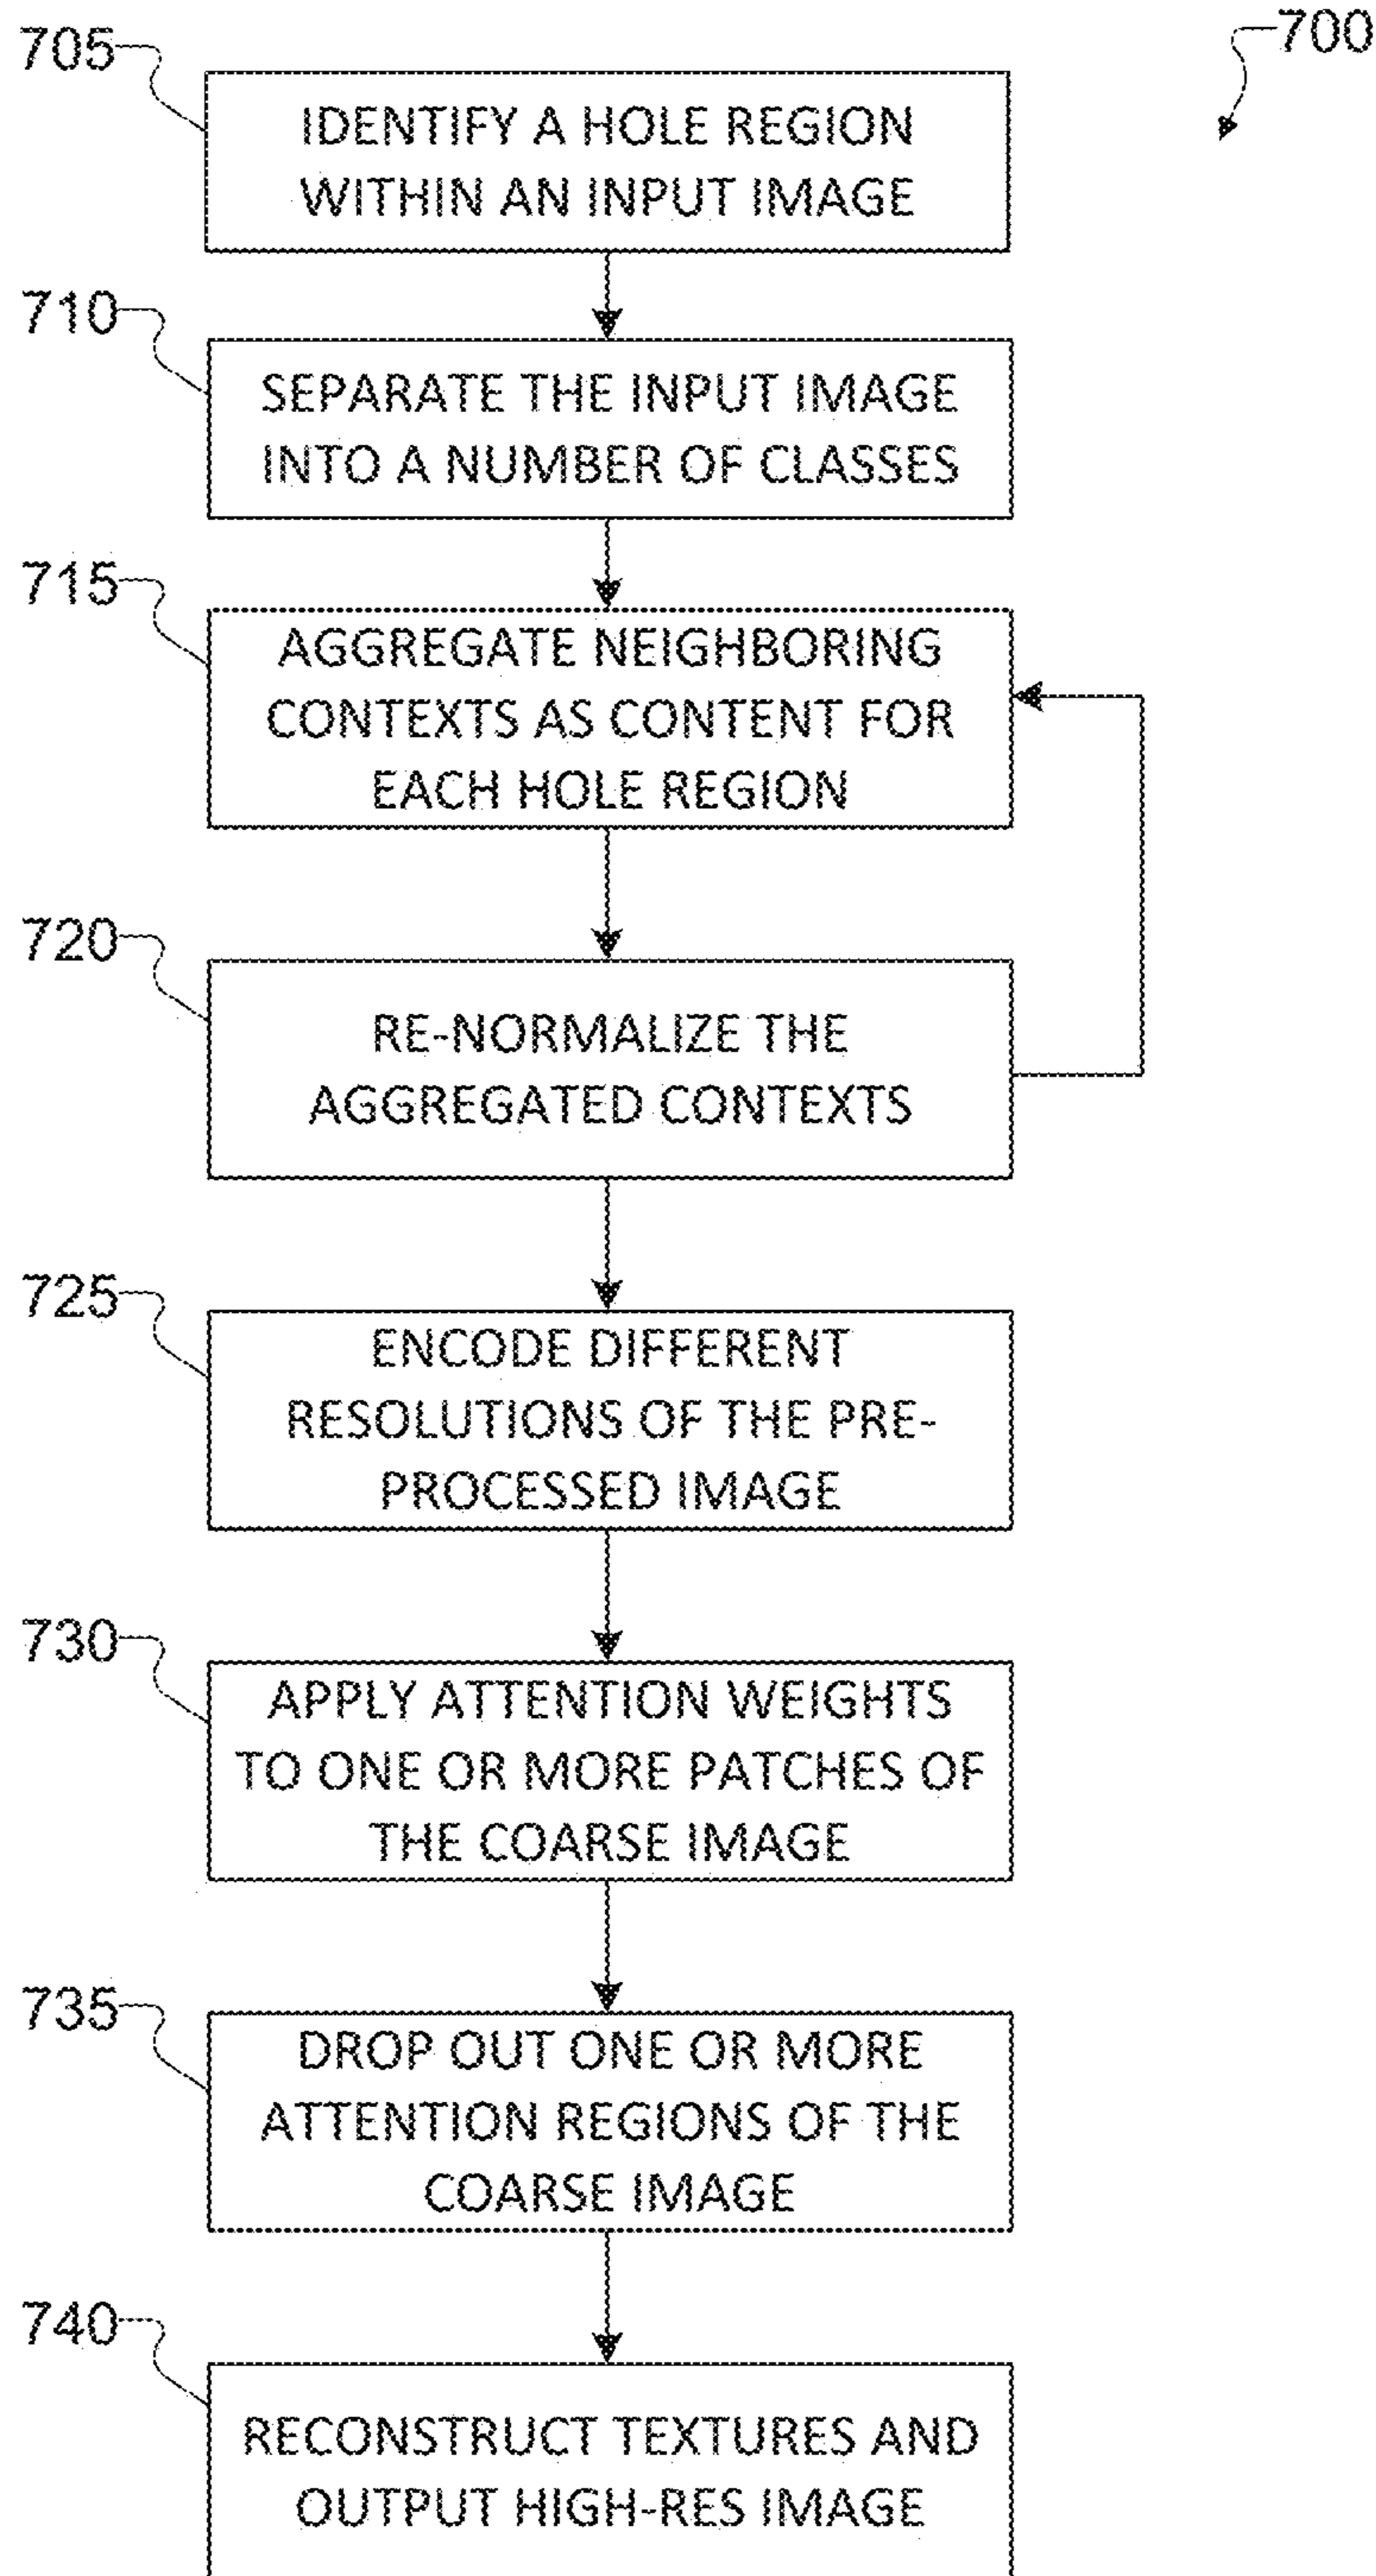 700
705
IDENTIFY A HOLE REGION
WITHIN AN INPUT IMAGE
710
SEPARATE THE INPUT IMAGE
INTO A NUMBER OF CLASSES
715
AGGREGATE NEIGHBORING
CONTEXTS AS CONTENT FOR
EACH HOLE REGION
720
RE-NORMALIZE THE
AGGREGATED CONTEXTS
725
ENCODE DIFFERENT
RESOLUTIONS OF THE PRE-
PROCESSED IMAGE
730
APPLY ATTENTION WEIGHTS
TO ONE OR MORE PATCHES OF
THE COARSE IMAGE
735
DROP OUT ONE OR MORE
ATTENTION REGIONS OF THE
COARSE IMAGE
740
RECONSTRUCT TEXTURES AND
OUTPUT HIGH-RES IMAGE